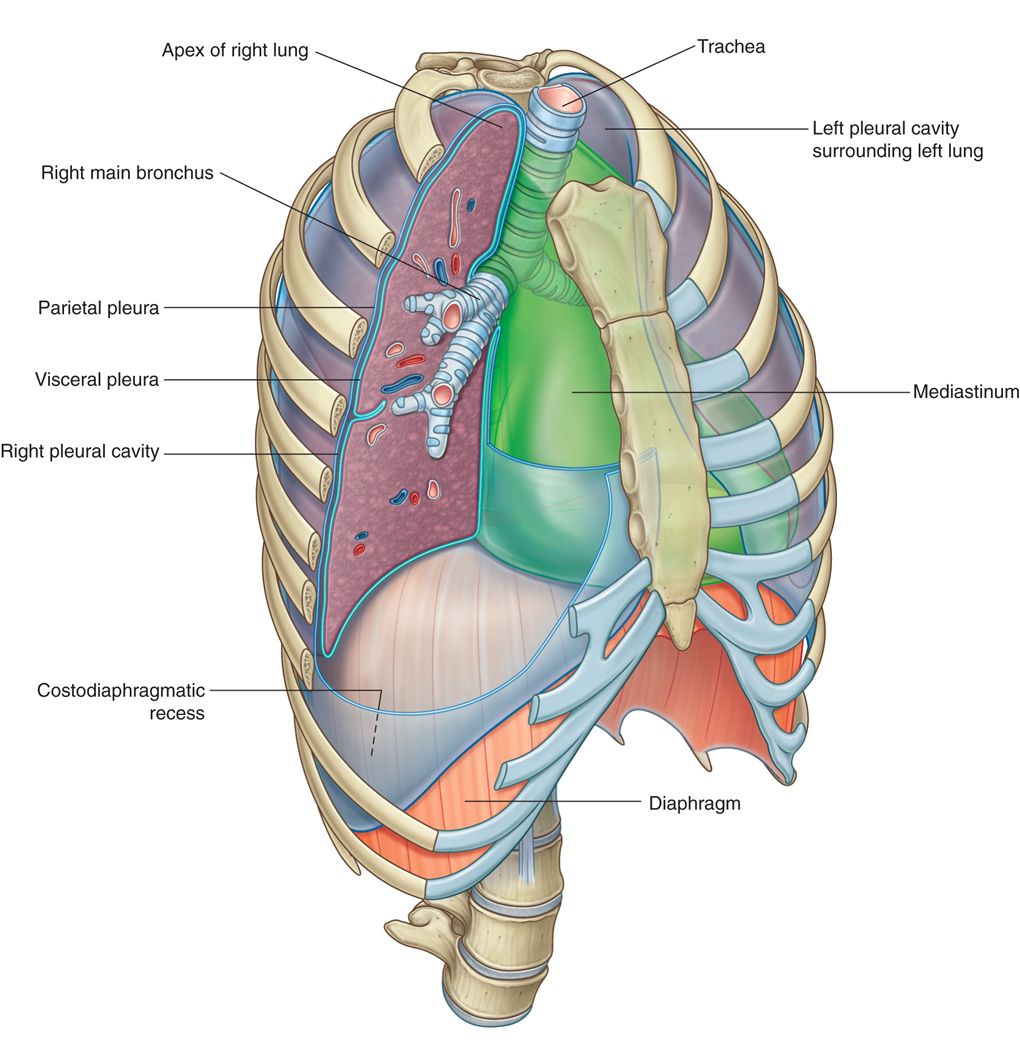 Apex of right lung
Trachea
Left pleural cavity
surrounding left lung
Right main bronchus
Parietal pleura
Visceral pleura
Mediastinum
Right pleural cavity
Costodiaphragmatic
recess
Diaphragm